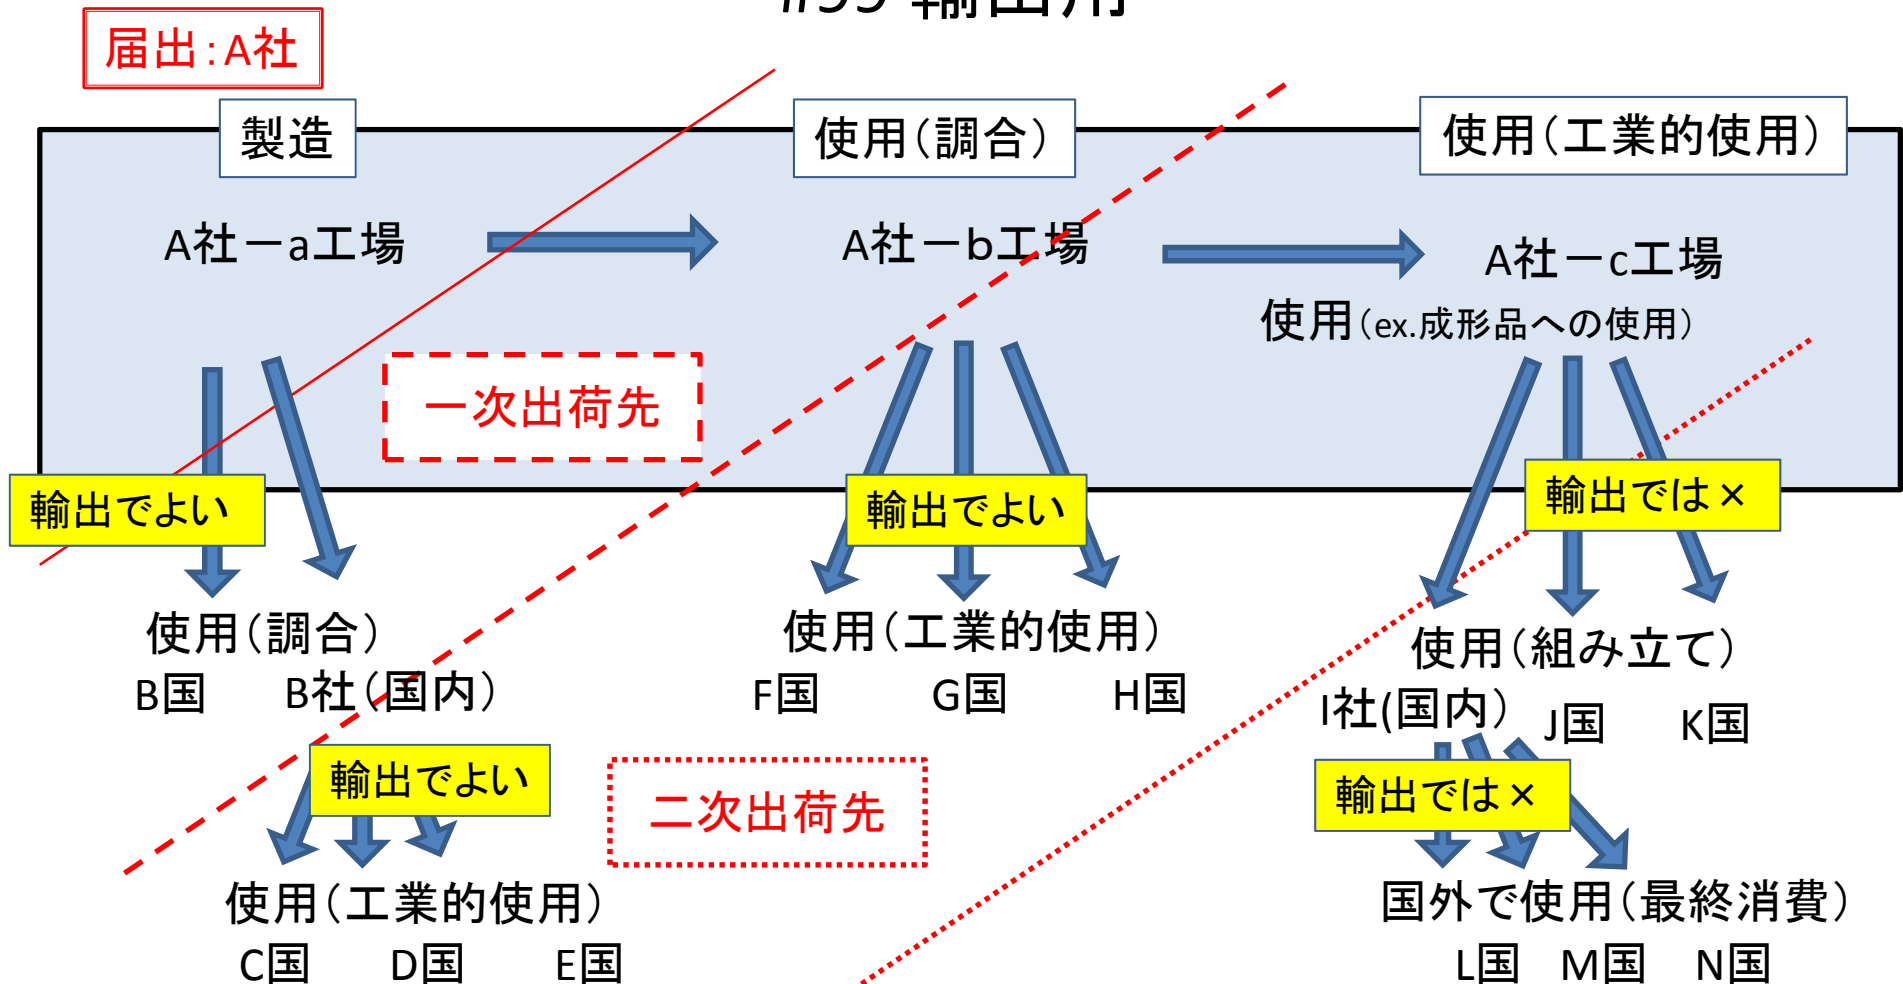 #99 輸出用
届出：A社
製造
使用（調合）
使用（工業的使用）
A社－a工場
A社－b工場
A社－c工場
使用（ex.成形品への使用）
一次出荷先
輸出でよい
輸出でよい
輸出では×
使用（調合）
B国
B社（国内）
使用（工業的使用）
F国
G国
H国
使用（組み立て）
I社(国内）
J国
K国
輸出でよい
二次出荷先
輸出では×
使用（工業的使用）
C国
D国
E国
国外で使用（最終消費）
L国
M国
N国